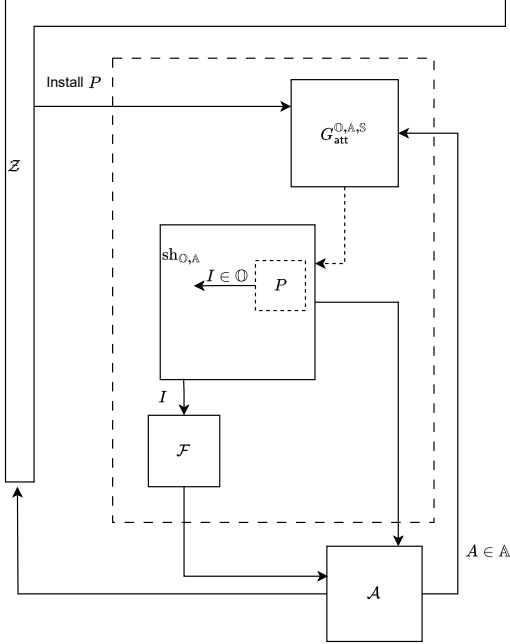 Install P
𝒵
G_att^{𝕆,𝔸,𝕊}
sh_{𝕆,𝔸}
I ∈ 𝕆
P
I
ℱ
A ∈ 𝔸
𝒜